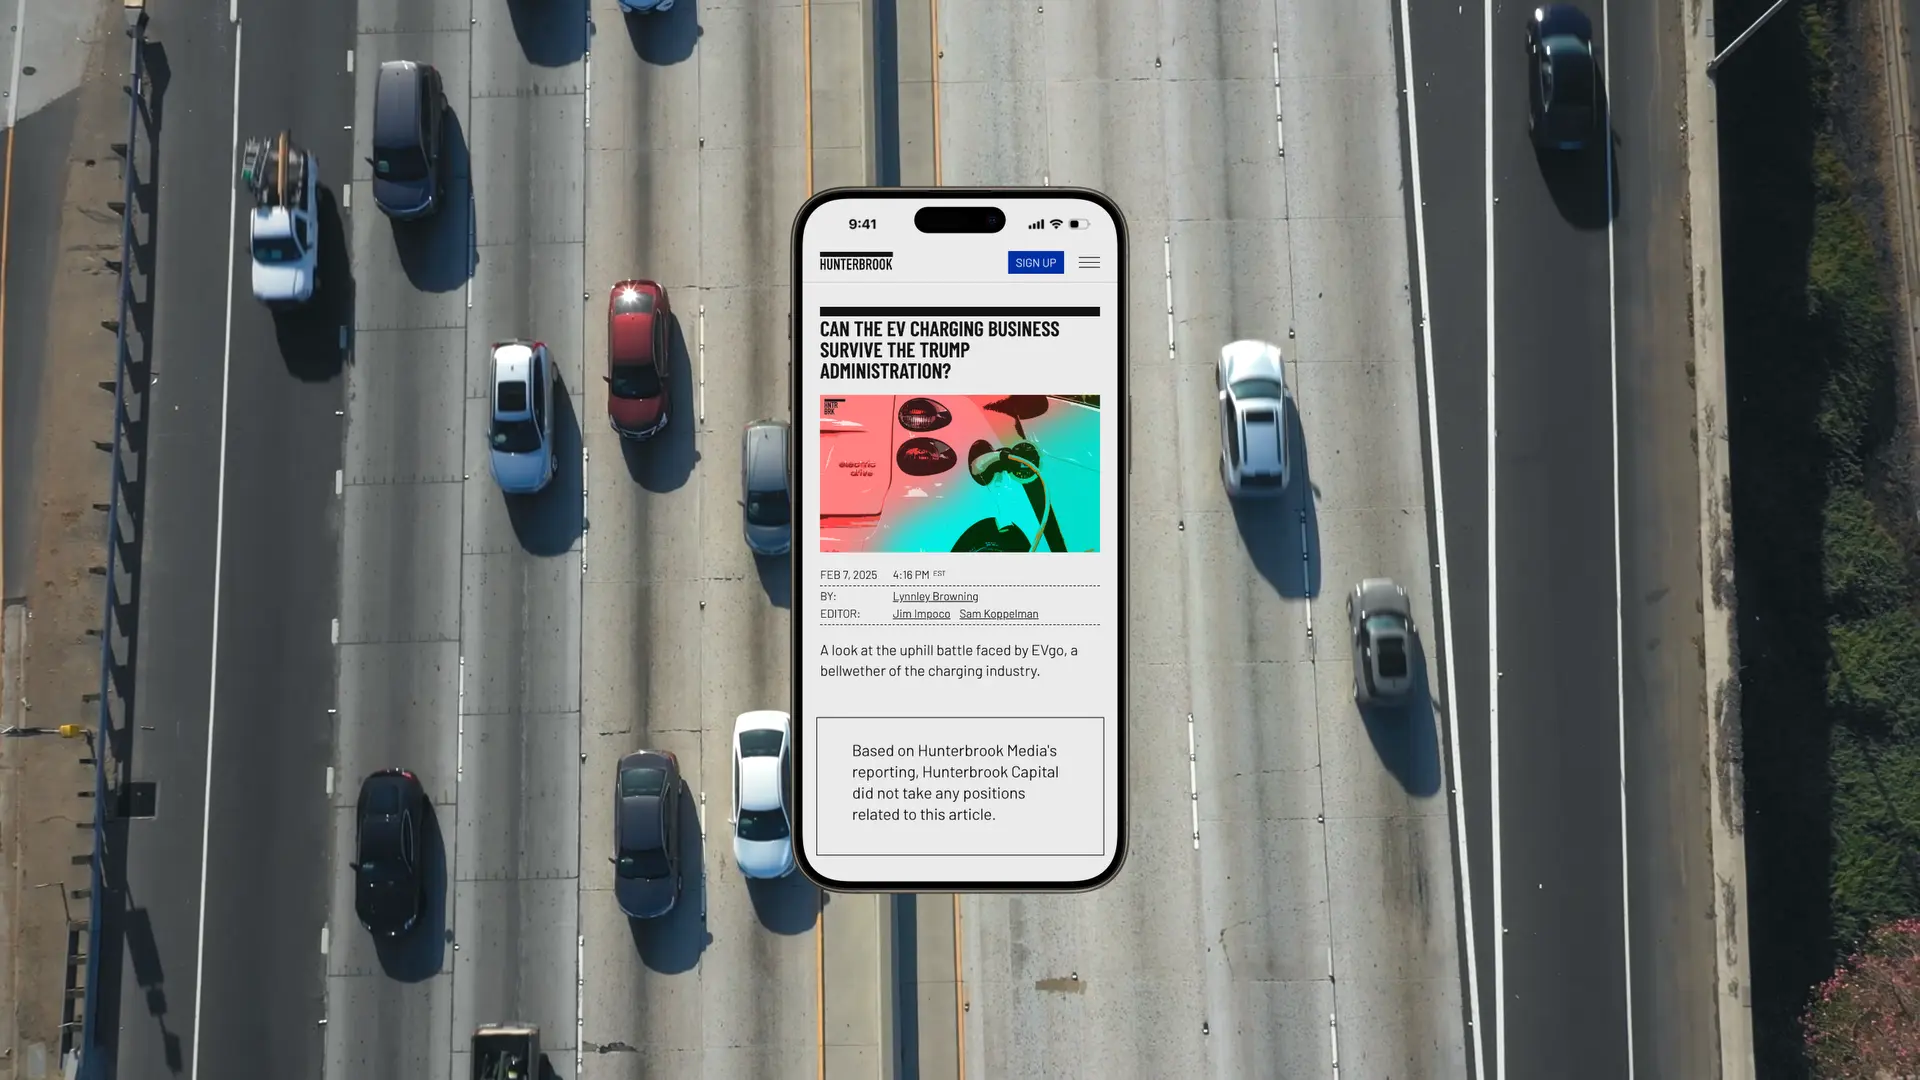 9:41
HUNTERBROOK
SIGN UP
CAN THE EV CHARGING BUSINESS
SURVIVE THE TRUMP
ADMINISTRATION?
HNTR
BRK
electric
drive
FEB 7, 2025 4:16 PM EST
BY: Lynnley Browning
EDITOR: Jim Impoco Sam Koppelman
A look at the uphill battle faced by EVgo, a
bellwether of the charging industry.
Based on Hunterbrook Media's
reporting, Hunterbrook Capital
did not take any positions
related to this article.